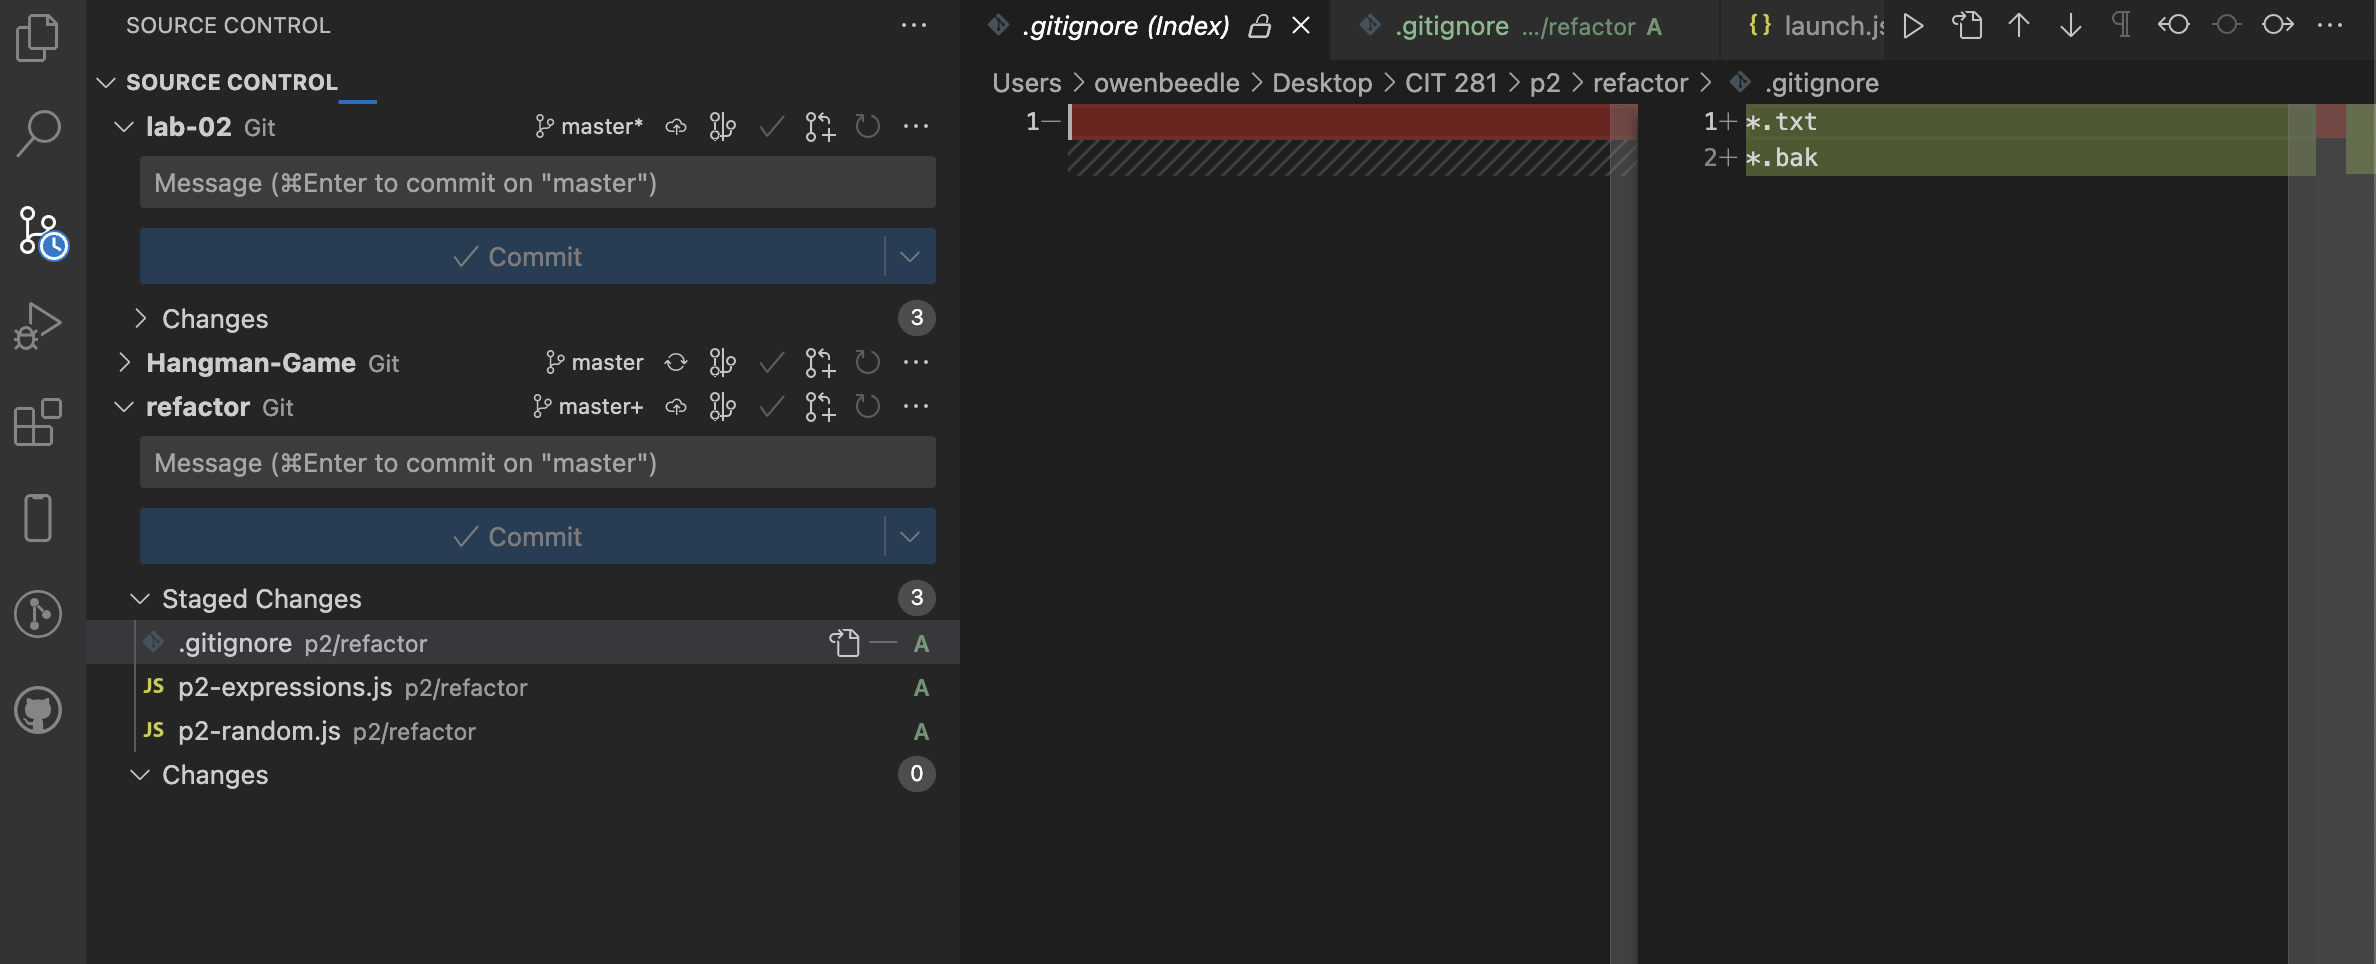 SOURCE CONTROL
SOURCE CONTROL
lab-02 Git master*
Message (⌘Enter to commit on "master")
Commit
Changes 3
Hangman-Game Git master
refactor Git master+
Message (⌘Enter to commit on "master")
Commit
Staged Changes 3
.gitignore p2/refactor A
JS p2-expressions.js p2/refactor A
JS p2-random.js p2/refactor A
Changes 0
.gitignore (Index) .gitignore .../refactor A {} launch.js
Users > owenbeedle > Desktop > CIT 281 > p2 > refactor > .gitignore
1—
1+ *.txt
2+ *.bak